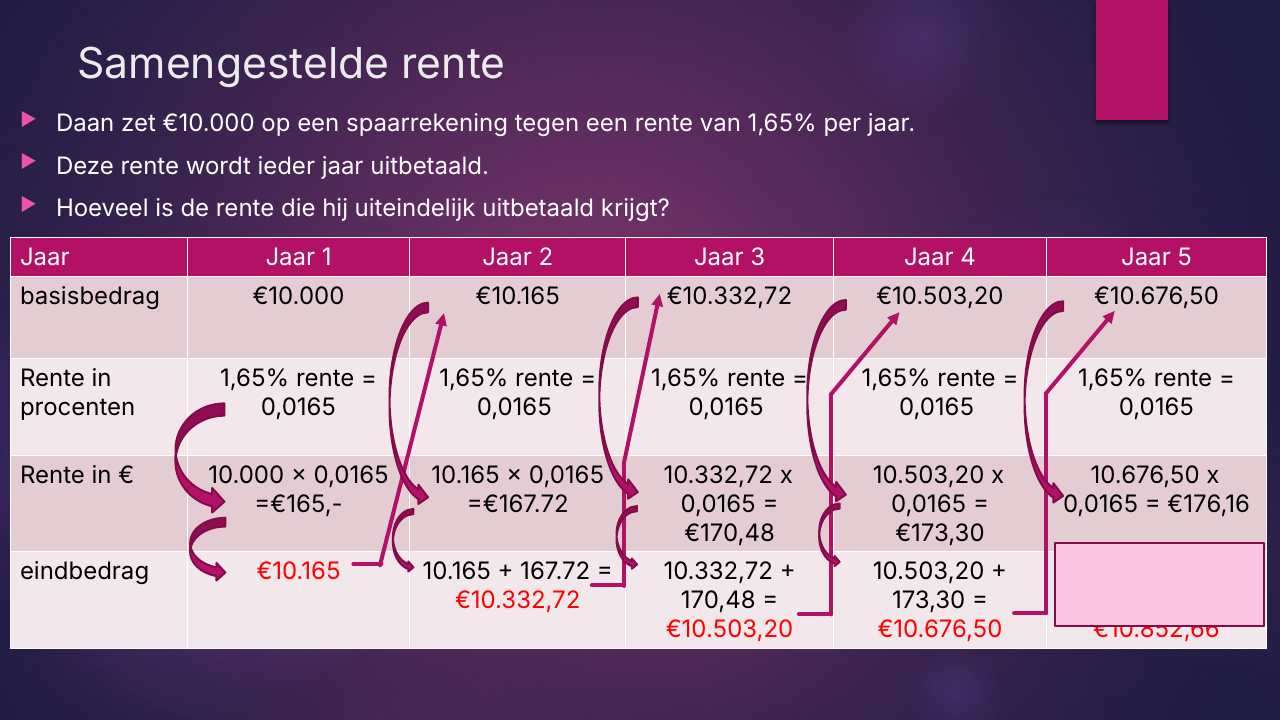 Samengestelde rente
Daan zet €10.000 op een spaarrekening tegen een rente van 1,65% per jaar.
Deze rente wordt ieder jaar uitbetaald.
Hoeveel is de rente die hij uiteindelijk uitbetaald krijgt?
Jaar Jaar 1 Jaar 2 Jaar 3 Jaar 4 Jaar 5
basisbedrag €10.000 €10.165 €10.332,72 €10.503,20 €10.676,50
Rente in 1,65% rente = 1,65% rente = 1,65% rente = 1,65% rente = 1,65% rente =
procenten 0,0165 0,0165 0,0165 0,0165 0,0165
Rente in € 10.000 × 0,0165 10.165 × 0,0165 10.332,72 x 10.503,20 x 10.676,50 x
=€165,- =€167.72 0,0165 = 0,0165 = 0,0165 = €176,16
€170,48 €173,30
eindbedrag €10.165 10.165 + 167.72 = 10.332,72 + 10.503,20 +
€10.332,72 170,48 = 173,30 =
€10.503,20 €10.676,50 €10.852,66